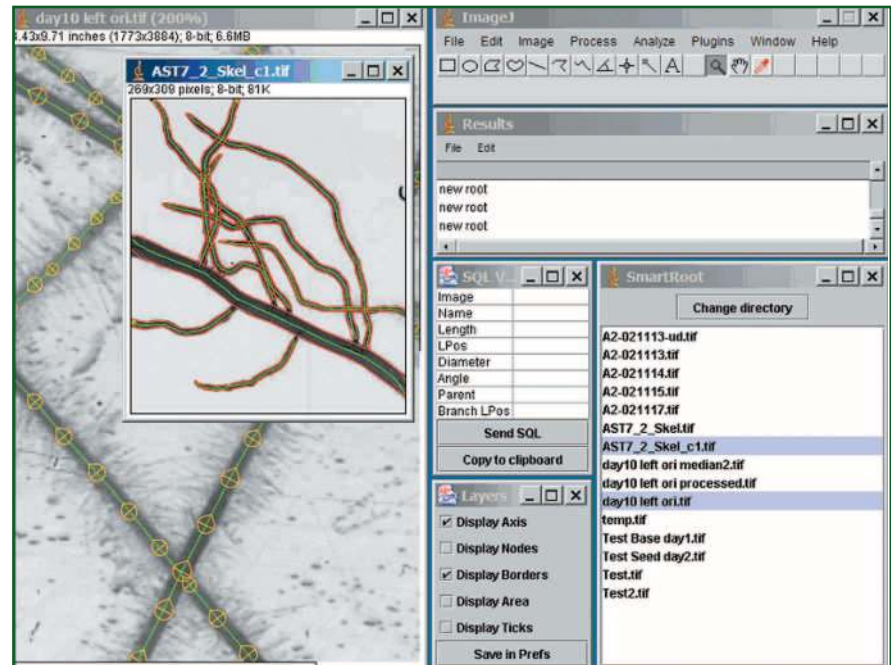 day10 left ori.tif (200%)
.43x9.71 inches (1773x3884); 8-bit; 6.6MB
AST7_2_Skel_c1.tif
269x309 pixels; 8-bit; 81K
ImageJ
File Edit Image Process Analyze Plugins Window Help
A
Results
File Edit
new root
new root
new root
SQL V...
Image
Name
Length
LPos
Diameter
Angle
Parent
Branch LPos
Send SQL
Copy to clipboard
Layers
Display Axis
Display Nodes
Display Borders
Display Area
Display Ticks
Save in Prefs
SmartRoot
Change directory
A2-021113-ud.tif
A2-021113.tif
A2-021114.tif
A2-021115.tif
A2-021117.tif
AST7_2_Skel.tif
AST7_2_Skel_c1.tif
day10 left ori median2.tif
day10 left ori processed.tif
day10 left ori.tif
temp.tif
Test Base day1.tif
Test Seed day2.tif
Test.tif
Test2.tif